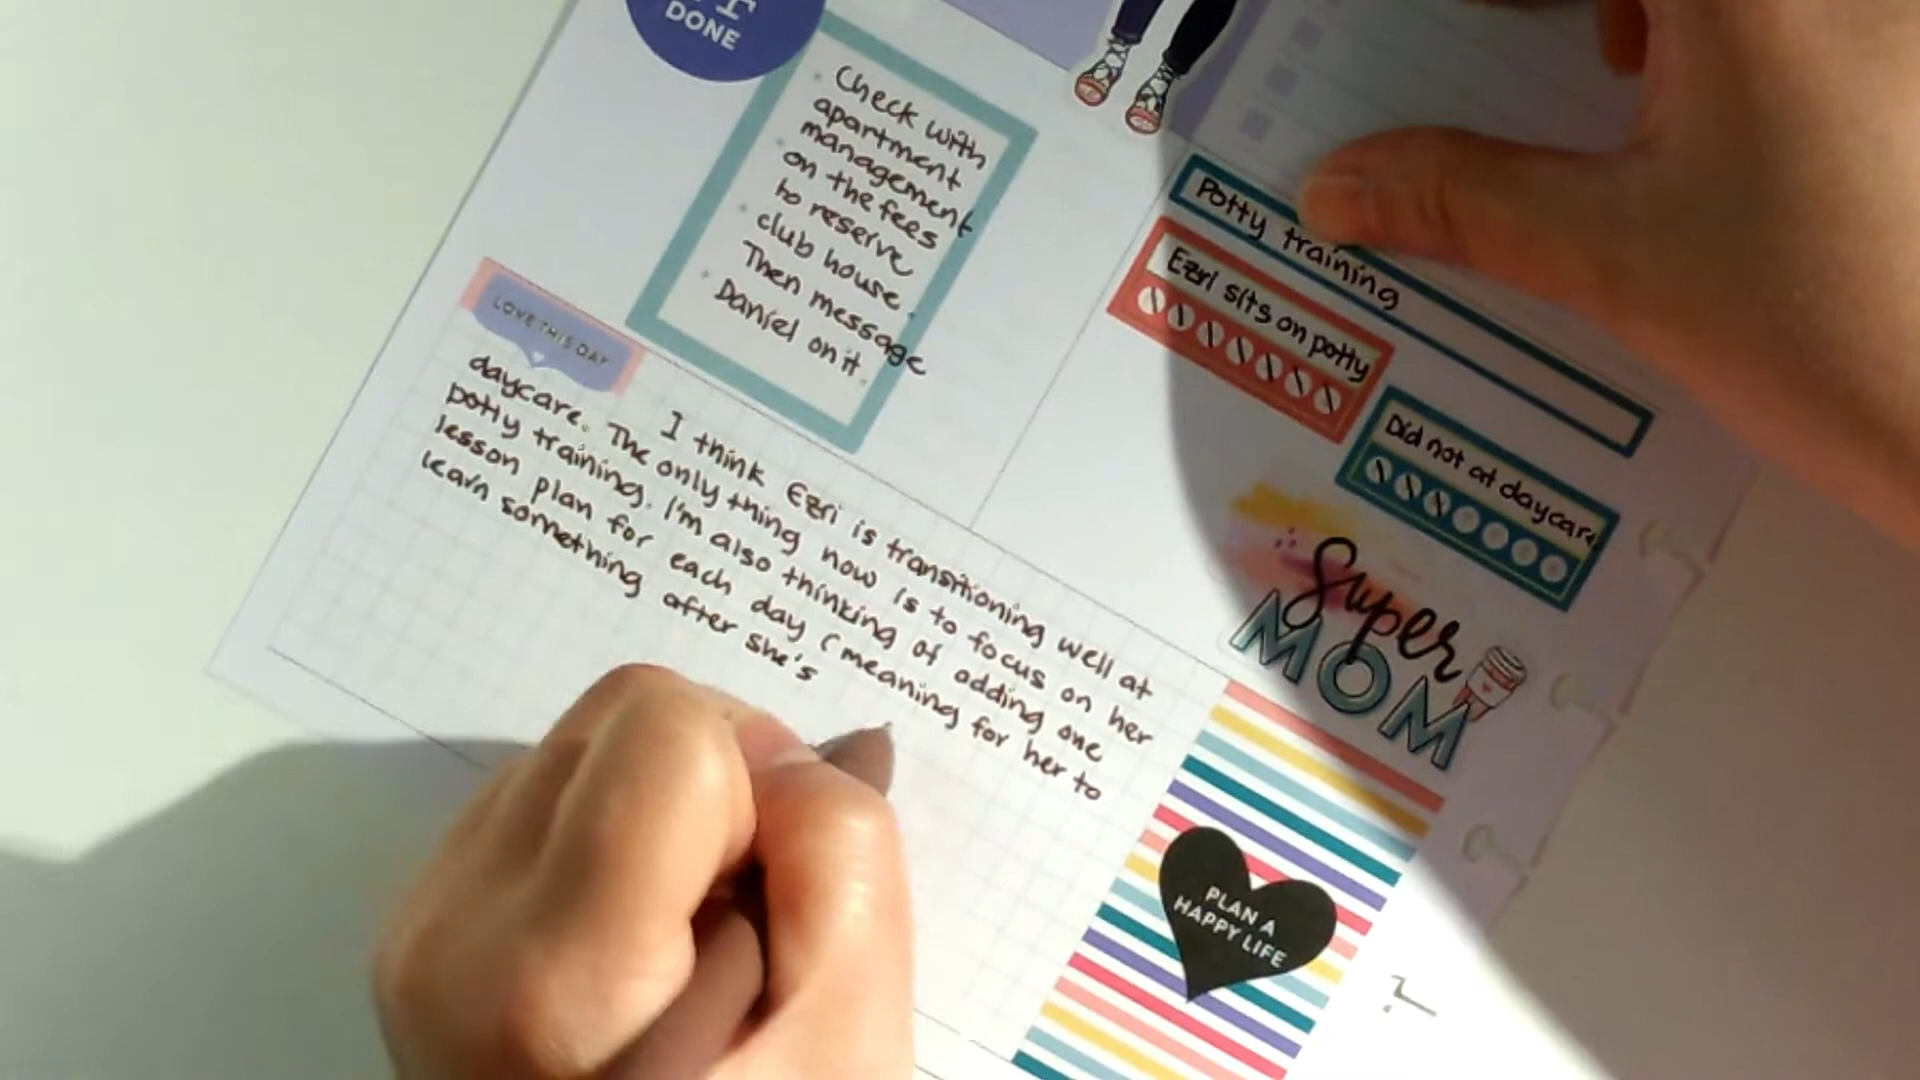 DONE
Check with
apartment
management
on the fees
to reserve
club house.
Then message
Daniel on it.
Potty training
Ezri sits on potty
Did not at daycare
Super
MOM
LOVE THIS DAY
I think Ezri is transitioning well at
daycare. The only thing now is to focus on her
potty training. I'm also thinking of adding one
lesson plan for each day (meaning for her to
learn something after she's
PLAN A
HAPPY LIFE